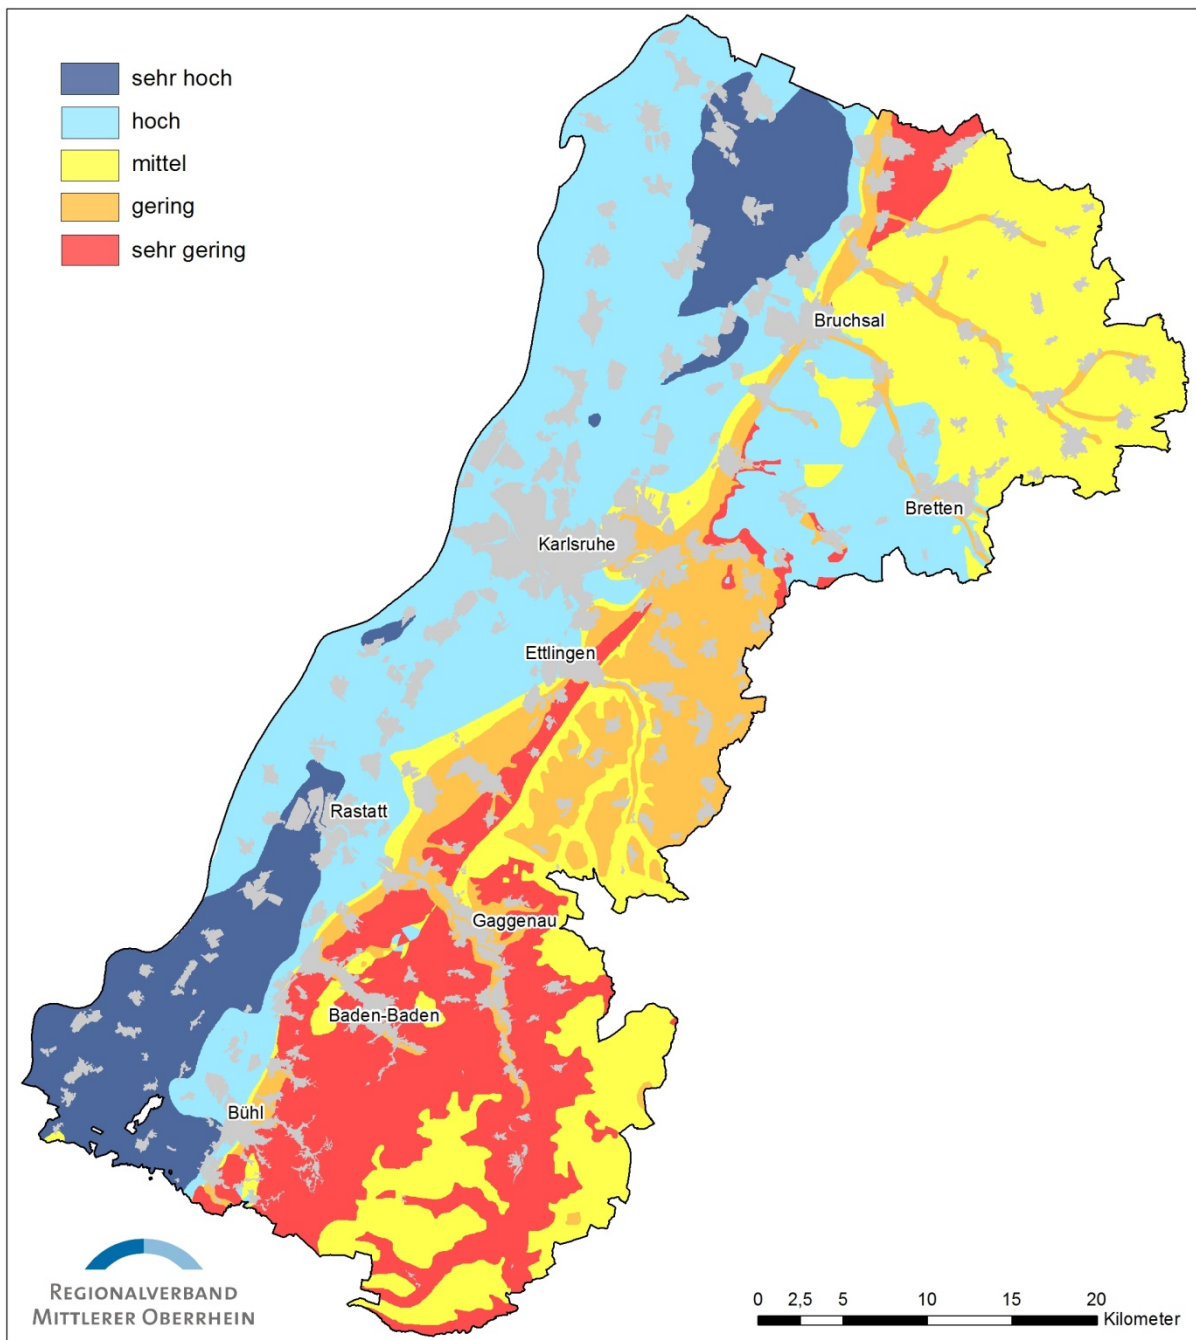 sehr hoch
hoch
mittel
gering
sehr gering
Bruchsal
Bretten
Karlsruhe
Ettlingen
Rastatt
Gaggenau
Baden-Baden
Bühl
REGIONALVERBAND
MITTLERER OBERRHEIN
0 2,5 5 10 15 20
Kilometer